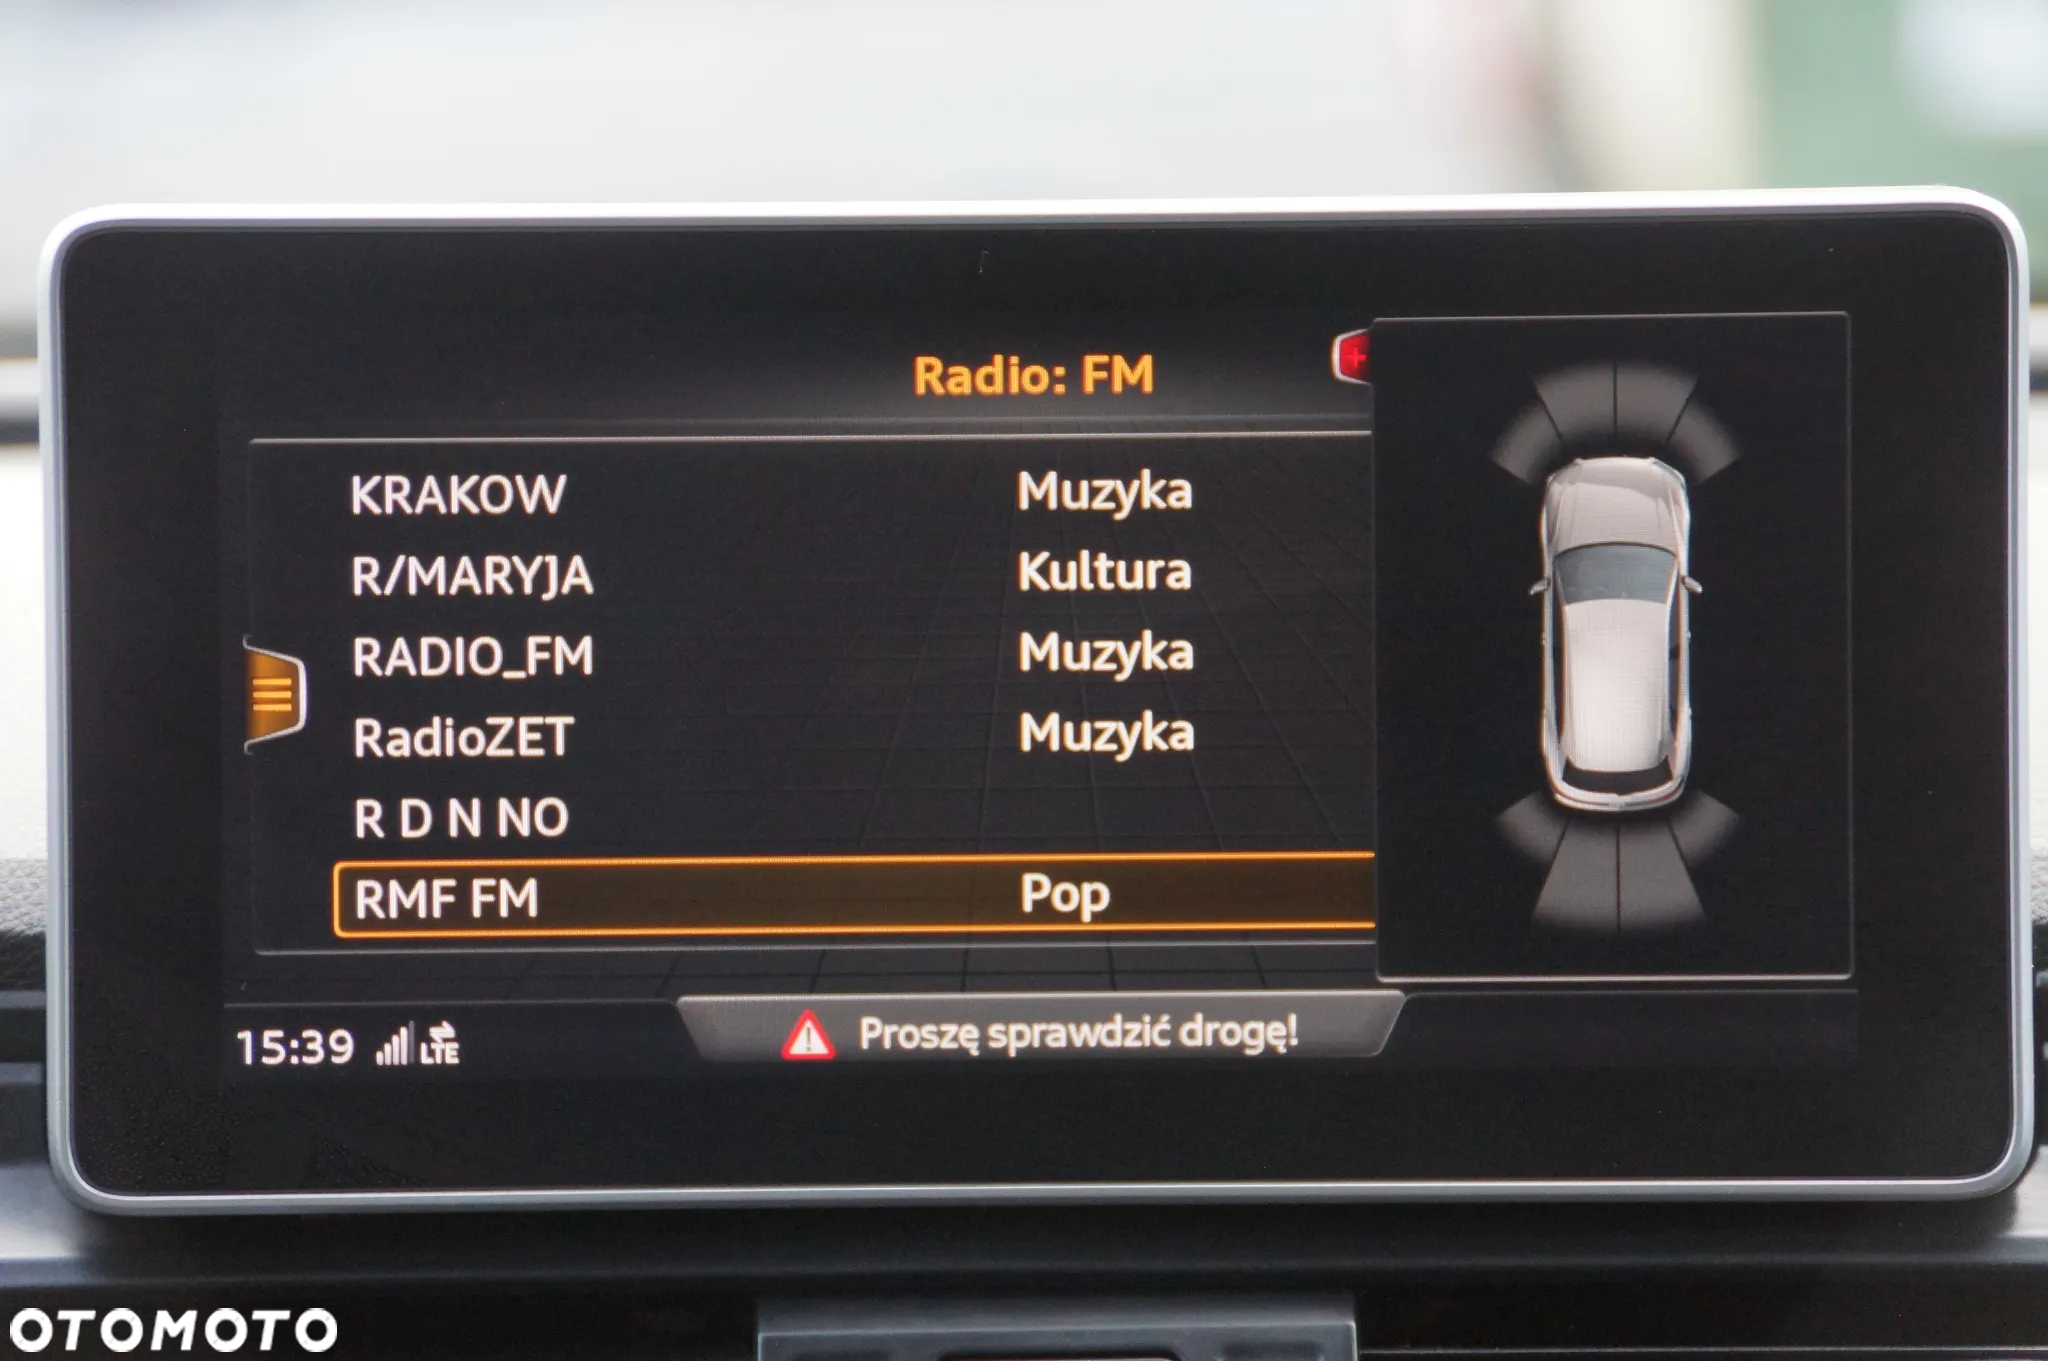 Radio: FM
KRAKOW Muzyka
R/MARYJA Kultura
RADIO_FM Muzyka
RadioZET Muzyka
R D N NO
RMF FM Pop
15:39 LTE
Proszę sprawdzić drogę!
OTOMOTO